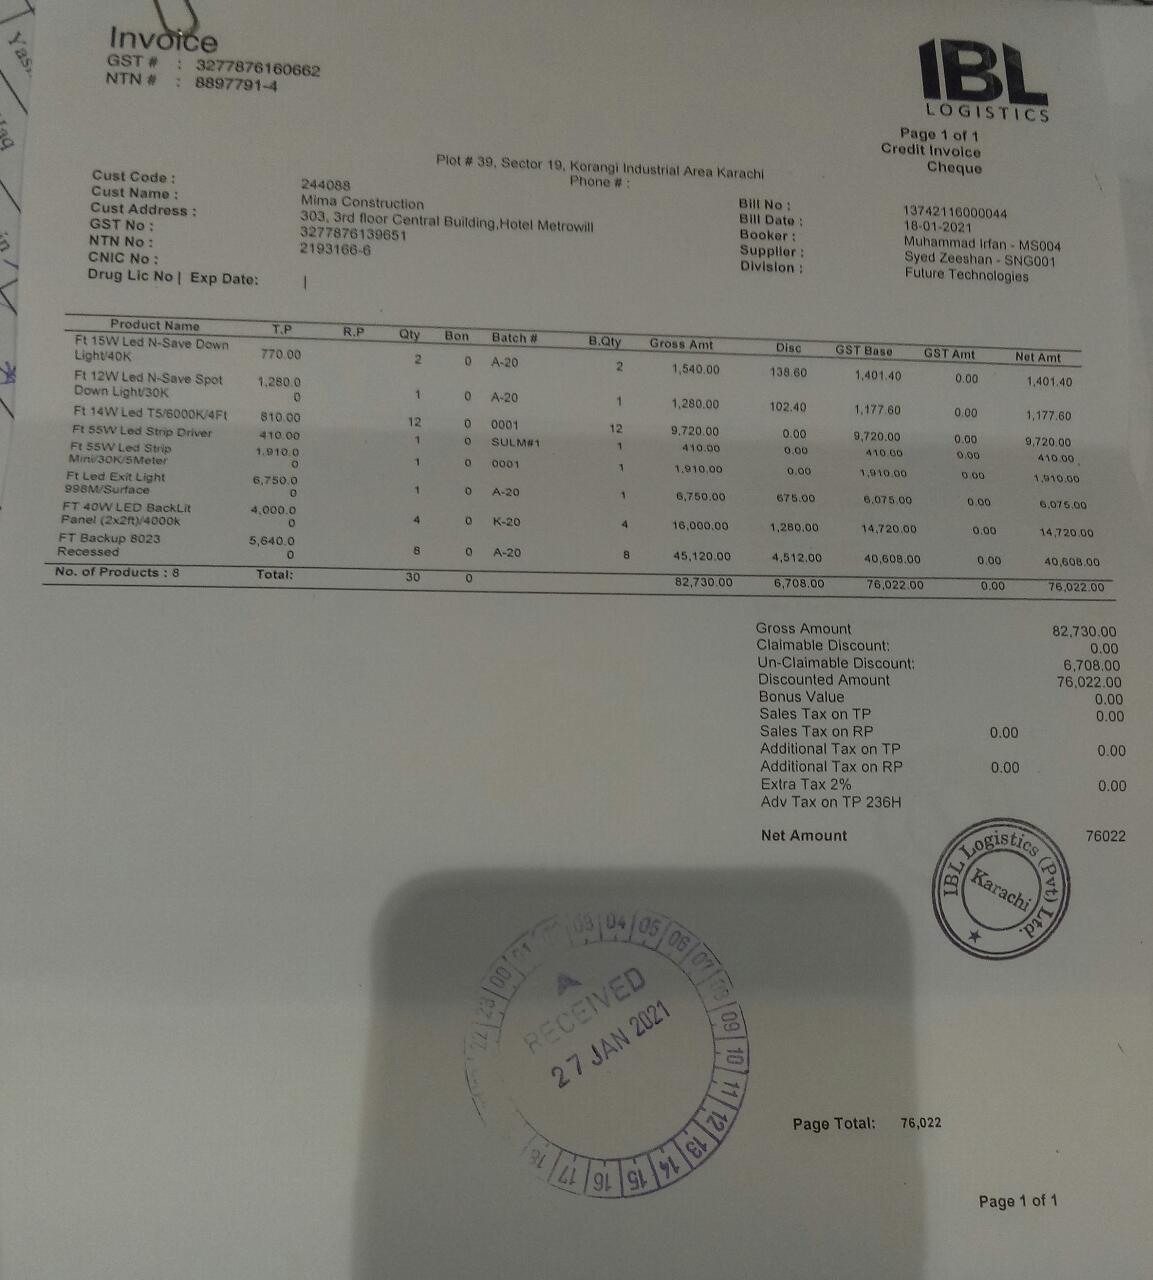 Invoice
GST # : 3277876160662
NTN # : 8897791-4
IBL
LOGISTICS
Page 1 of 1
Credit Invoice
Cheque
Plot # 39, Sector 19, Korangi Industrial Area Karachi
Phone # :
Cust Code : 244088
Cust Name : Mima Construction
Cust Address : 303, 3rd floor Central Building,Hotel Metrowill
GST No : 3277876139651
NTN No : 2193166-6
CNIC No :
Drug Lic No | Exp Date: |
Bill No : 13742116000044
Bill Date : 18-01-2021
Booker : Muhammad Irfan - MS004
Supplier : Syed Zeeshan - SNG001
Division : Future Technologies
Product Name T.P R.P Qty Bon Batch # B.Qty Gross Amt Disc GST Base GST Amt Net Amt
Ft 15W Led N-Save Down
Light/40K 770.00 2 0 A-20 2 1,540.00 138.60 1,401.40 0.00 1,401.40
Ft 12W Led N-Save Spot 1,280.0
Down Light/30K 0 1 0 A-20 1 1,280.00 102.40 1,177.60 0.00 1,177.60
Ft 14W Led T5/6000K/4Ft 810.00 12 0 0001 12 9,720.00 0.00 9,720.00 0.00 9,720.00
Ft 55W Led Strip Driver 410.00 1 0 SULM#1 1 410.00 0.00 410.00 0.00 410.00
Ft 55W Led Strip 1,910.0
Mini/30K/5Meter 0 1 0 0001 1 1,910.00 0.00 1,910.00 0.00 1,910.00
Ft Led Exit Light 6,750.0
998M/Surface 0 1 0 A-20 1 6,750.00 675.00 6,075.00 0.00 6,075.00
FT 40W LED BackLit 4,000.0
Panel (2x2ft)/4000k 0 4 0 K-20 4 16,000.00 1,280.00 14,720.00 0.00 14,720.00
FT Backup 8023 5,640.0
Recessed 0 8 0 A-20 8 45,120.00 4,512.00 40,608.00 0.00 40,608.00
No. of Products : 8 Total: 30 0 82,730.00 6,708.00 76,022.00 0.00 76,022.00
Gross Amount 82,730.00
Claimable Discount: 0.00
Un-Claimable Discount: 6,708.00
Discounted Amount 76,022.00
Bonus Value 0.00
Sales Tax on TP 0.00
Sales Tax on RP 0.00
Additional Tax on TP 0.00
Additional Tax on RP 0.00
Extra Tax 2% 0.00
Adv Tax on TP 236H
Net Amount 76022
IBL Logistics (Pvt) Ltd.
Karachi
00 01 03 04 05 06 07 08 09 10 11 12 13 14 15 16 17 18 22 23
RECEIVED
27 JAN 2021
Page Total: 76,022
Page 1 of 1